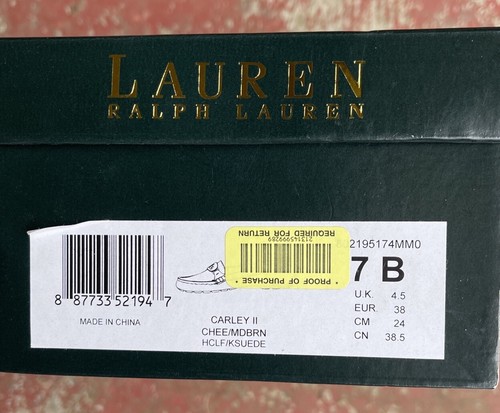 LAUREN
RALPH LAUREN
2195174MM0
REQUIRED FOR RETURN
21314599289
* PROOF OF PURCHASE *
7 B
8 87733 52194 7
MADE IN CHINA
CARLEY II
CHEE/MDBRN
HCLF/KSUEDE
U.K. 4.5
EUR. 38
CM 24
CN 38.5